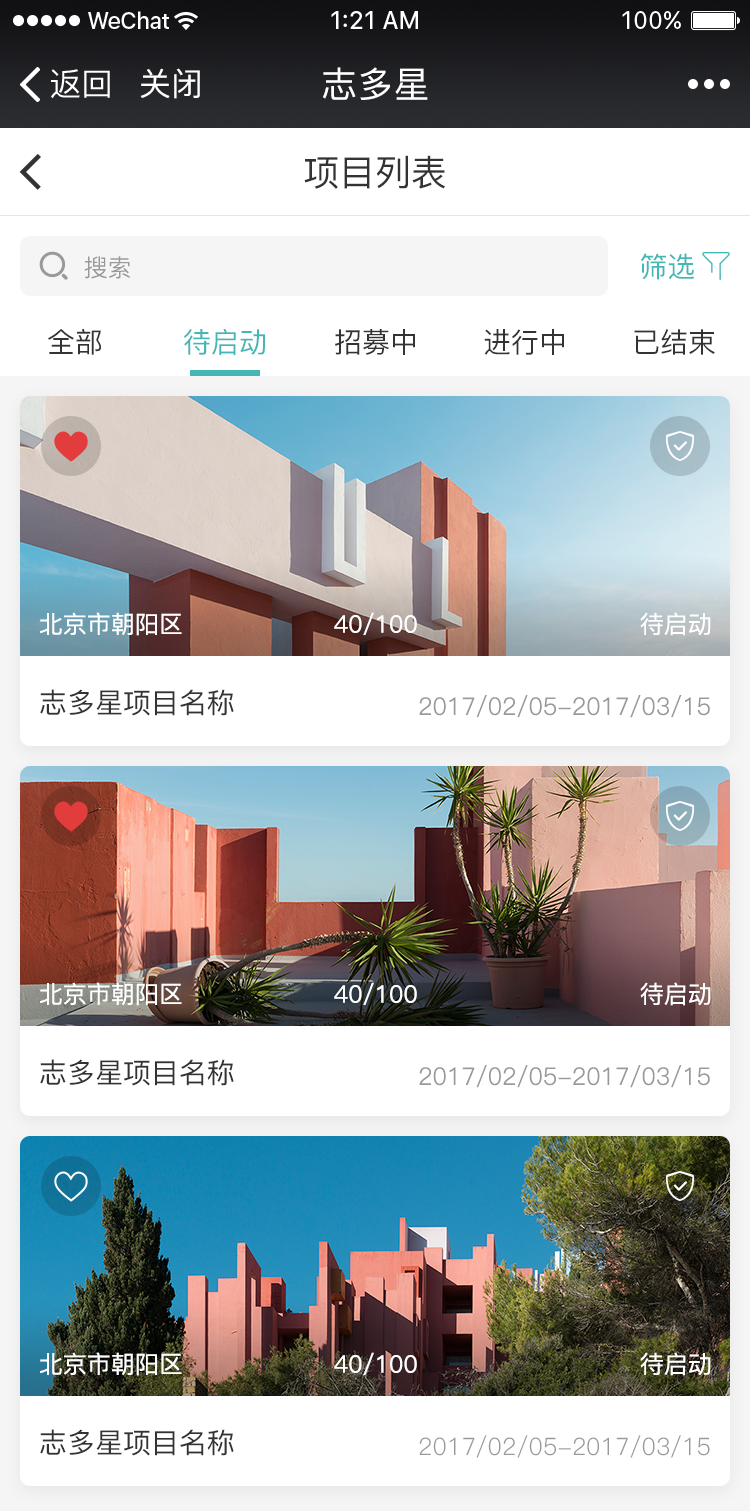 WeChat 1:21 AM 100%
返回 关闭 志多星
项目列表
搜索 筛选
全部 待启动 招募中 进行中 已结束
北京市朝阳区 40/100 待启动
志多星项目名称 2017/02/05-2017/03/15
北京市朝阳区 40/100 待启动
志多星项目名称 2017/02/05-2017/03/15
北京市朝阳区 40/100 待启动
志多星项目名称 2017/02/05-2017/03/15